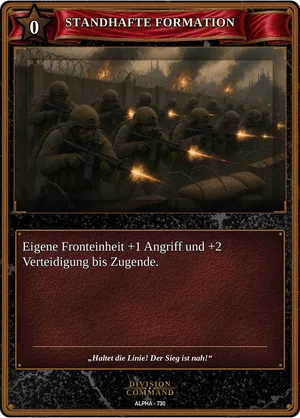 0
STANDHAFTE FORMATION
Eigene Fronteinheit +1 Angriff und +2
Verteidigung bis Zugende.
„Haltet die Linie! Der Sieg ist nah!“
DIVISION
COMMAND
ALPHA - 730